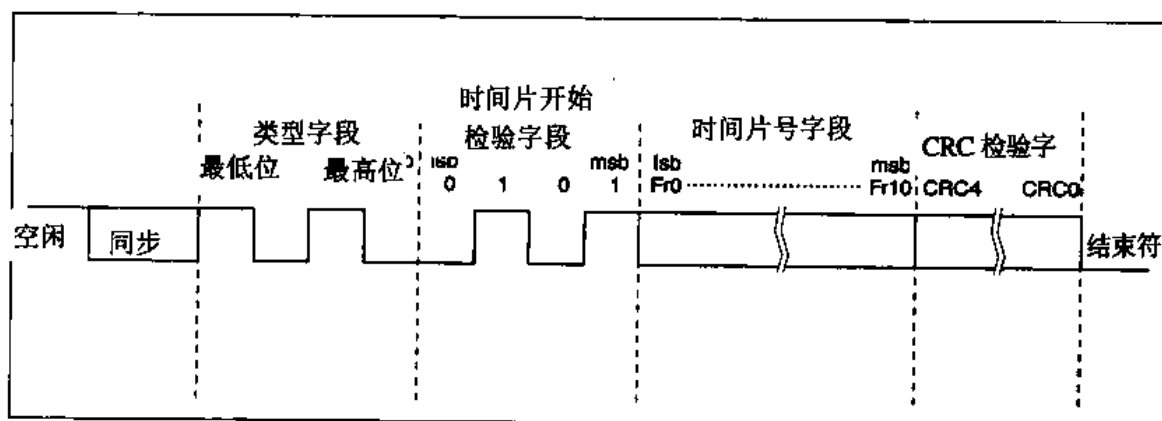 时间片开始
类型字段 检验字段 时间片号字段 CRC 检验字
最低位 最高位 lsb msb lsb msb
0 1 0 1 Fr0 Fr10 CRC4 CRC0
空闲 同步 结束符